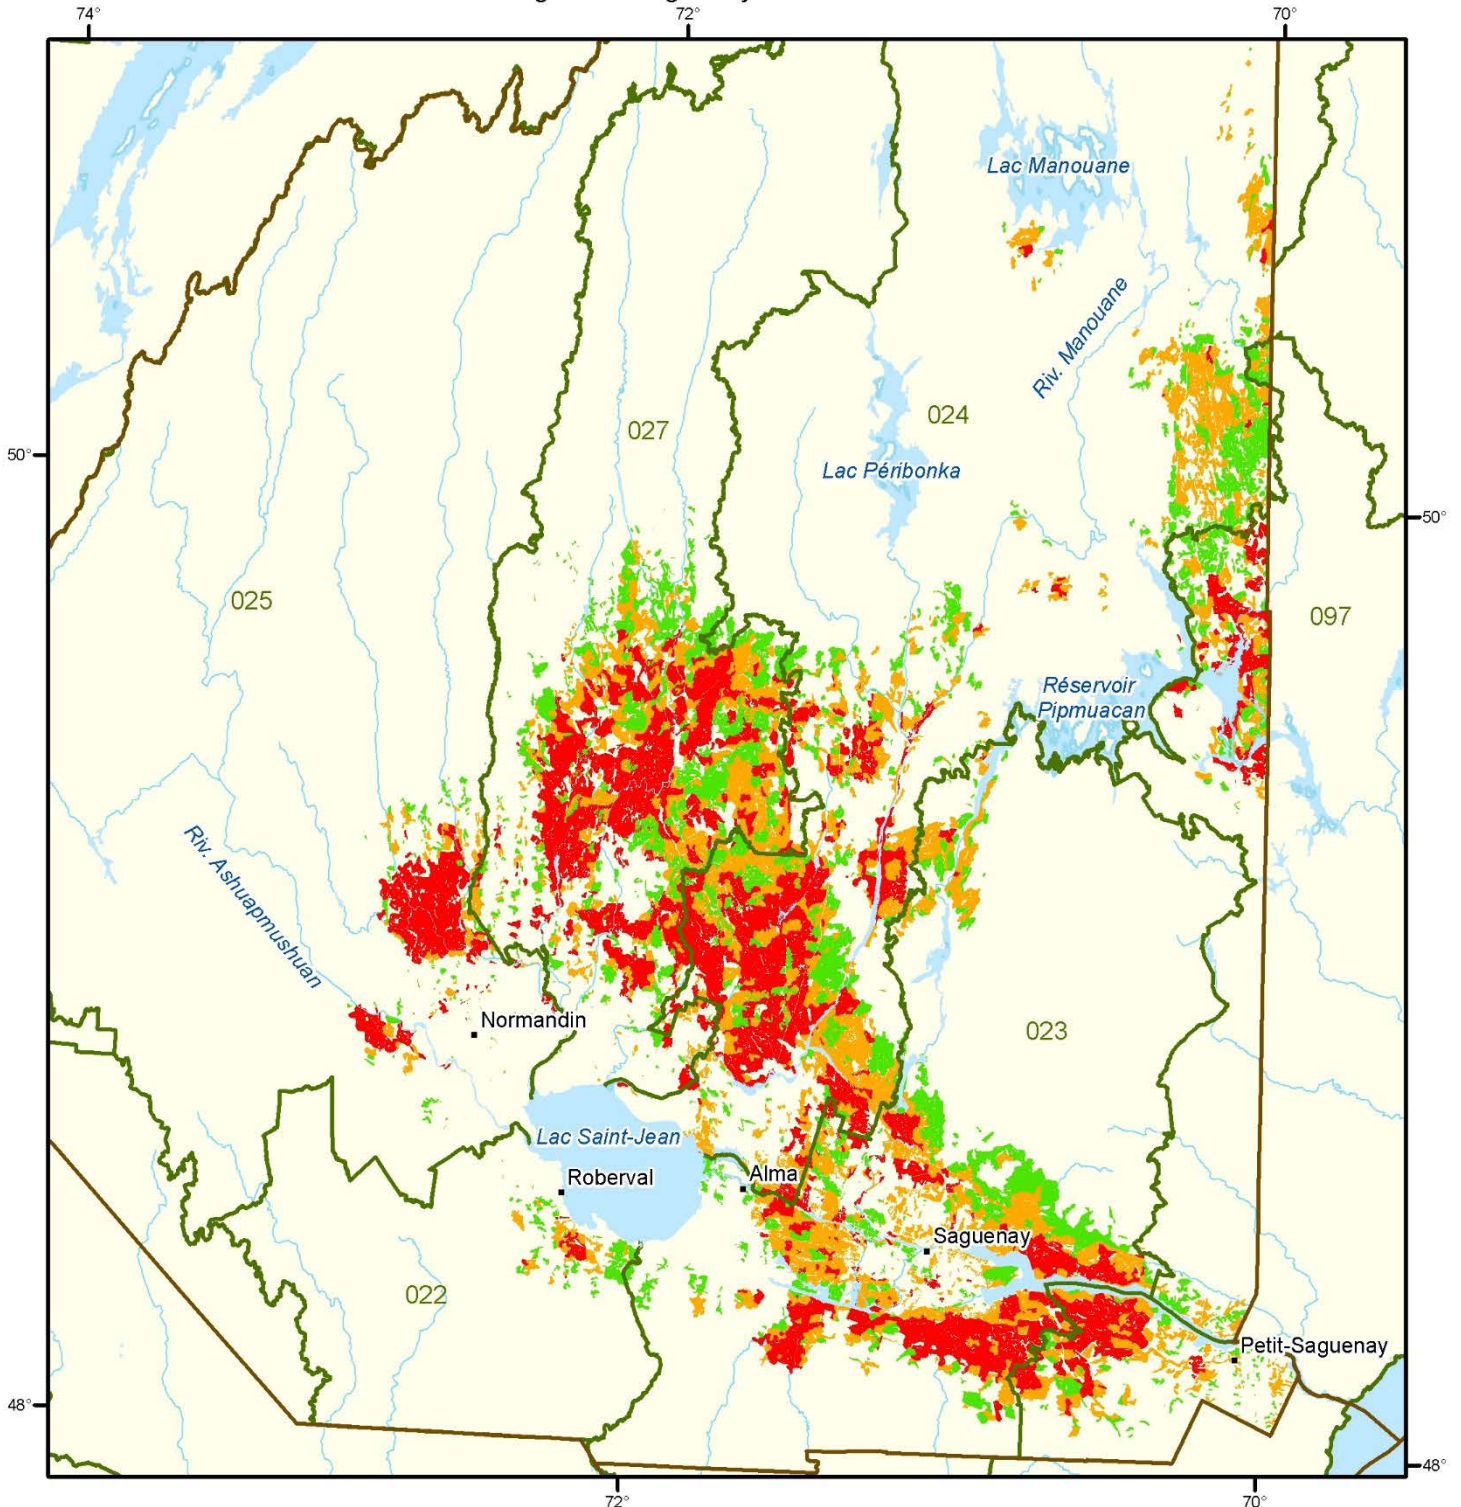 74°
72°
70°
Lac Manouane
Riv. Manouane
027
024
50°
Lac Péribonka
50°
025
097
Réservoir
Pipmuacan
Riv. Ashuapmushuan
Normandin
023
Lac Saint-Jean
Roberval
Alma
Saguenay
022
Petit-Saguenay
48°
48°
72°
70°